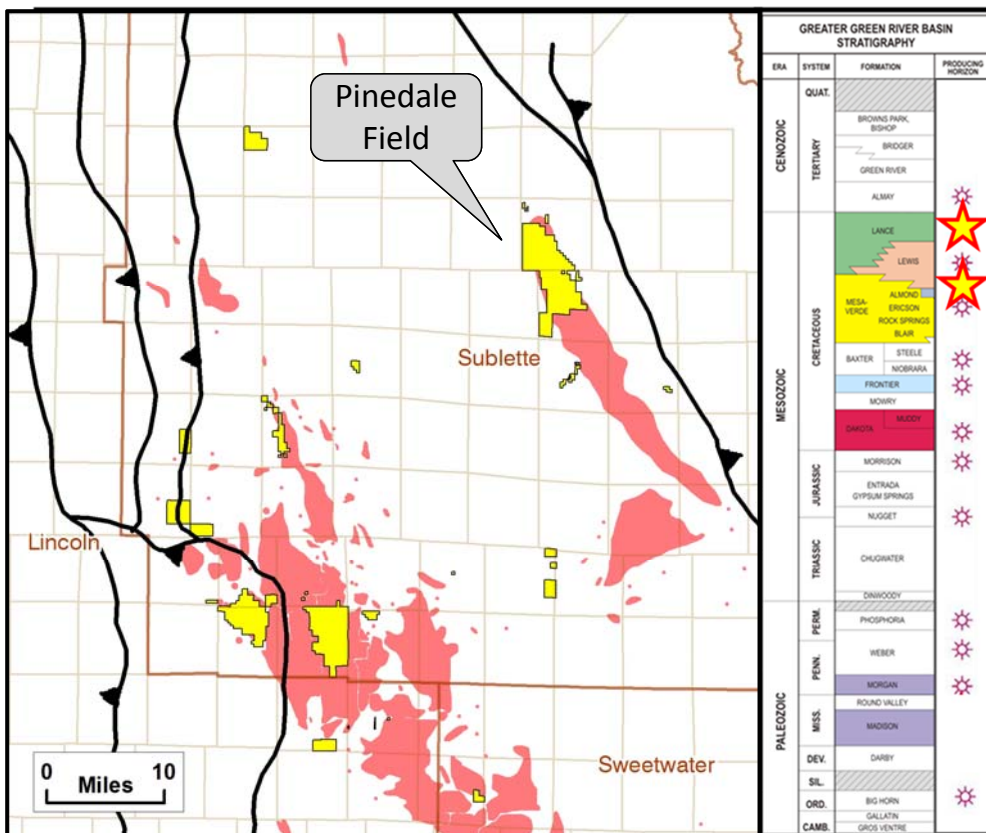 Pinedale
Field
Sublette
Lincoln
Sweetwater
0 10
Miles
GREATER GREEN RIVER BASIN
STRATIGRAPHY
ERA SYSTEM FORMATION PRODUCING
HORIZON
CENOZOIC
QUAT.
TERTIARY
BROWNS PARK,
BISHOP
BRIDGER
GREEN RIVER
ALMAY
MESOZOIC
CRETACEOUS
LANCE
LEWIS
MESA-
VERDE
ALMOND
ERICSON
ROCK SPRINGS
BLAIR
BAXTER
STEELE
NIOBRARA
FRONTIER
MOWRY
MUDDY
DAKOTA
JURASSIC
MORRISON
ENTRADA
GYPSUM SPRINGS
NUGGET
TRIASSIC
CHUGWATER
DINWOODY
PALEOZOIC
PERM.
PHOSPHORIA
PENN.
WEBER
MORGAN
MISS.
ROUND VALLEY
MADISON
DEV.
DARBY
SIL.
ORD.
BIG HORN
GALLATIN
CAMB.
GROS VENTRE